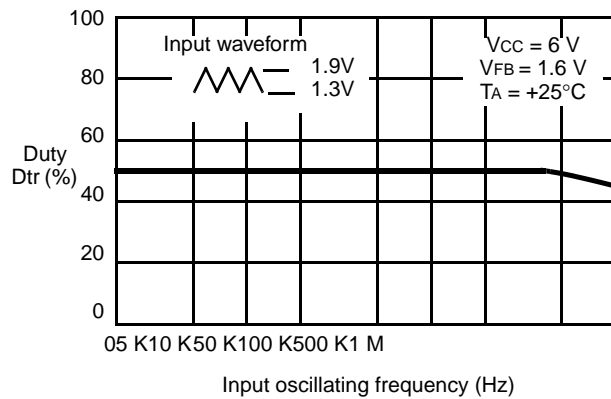 100
Input waveform
1.9V
1.3V
VCC = 6 V
VFB = 1.6 V
TA = +25°C
80
60
Duty
Dtr (%)
40
20
0
05 K10 K50 K100 K500 K1 M
Input oscillating frequency (Hz)